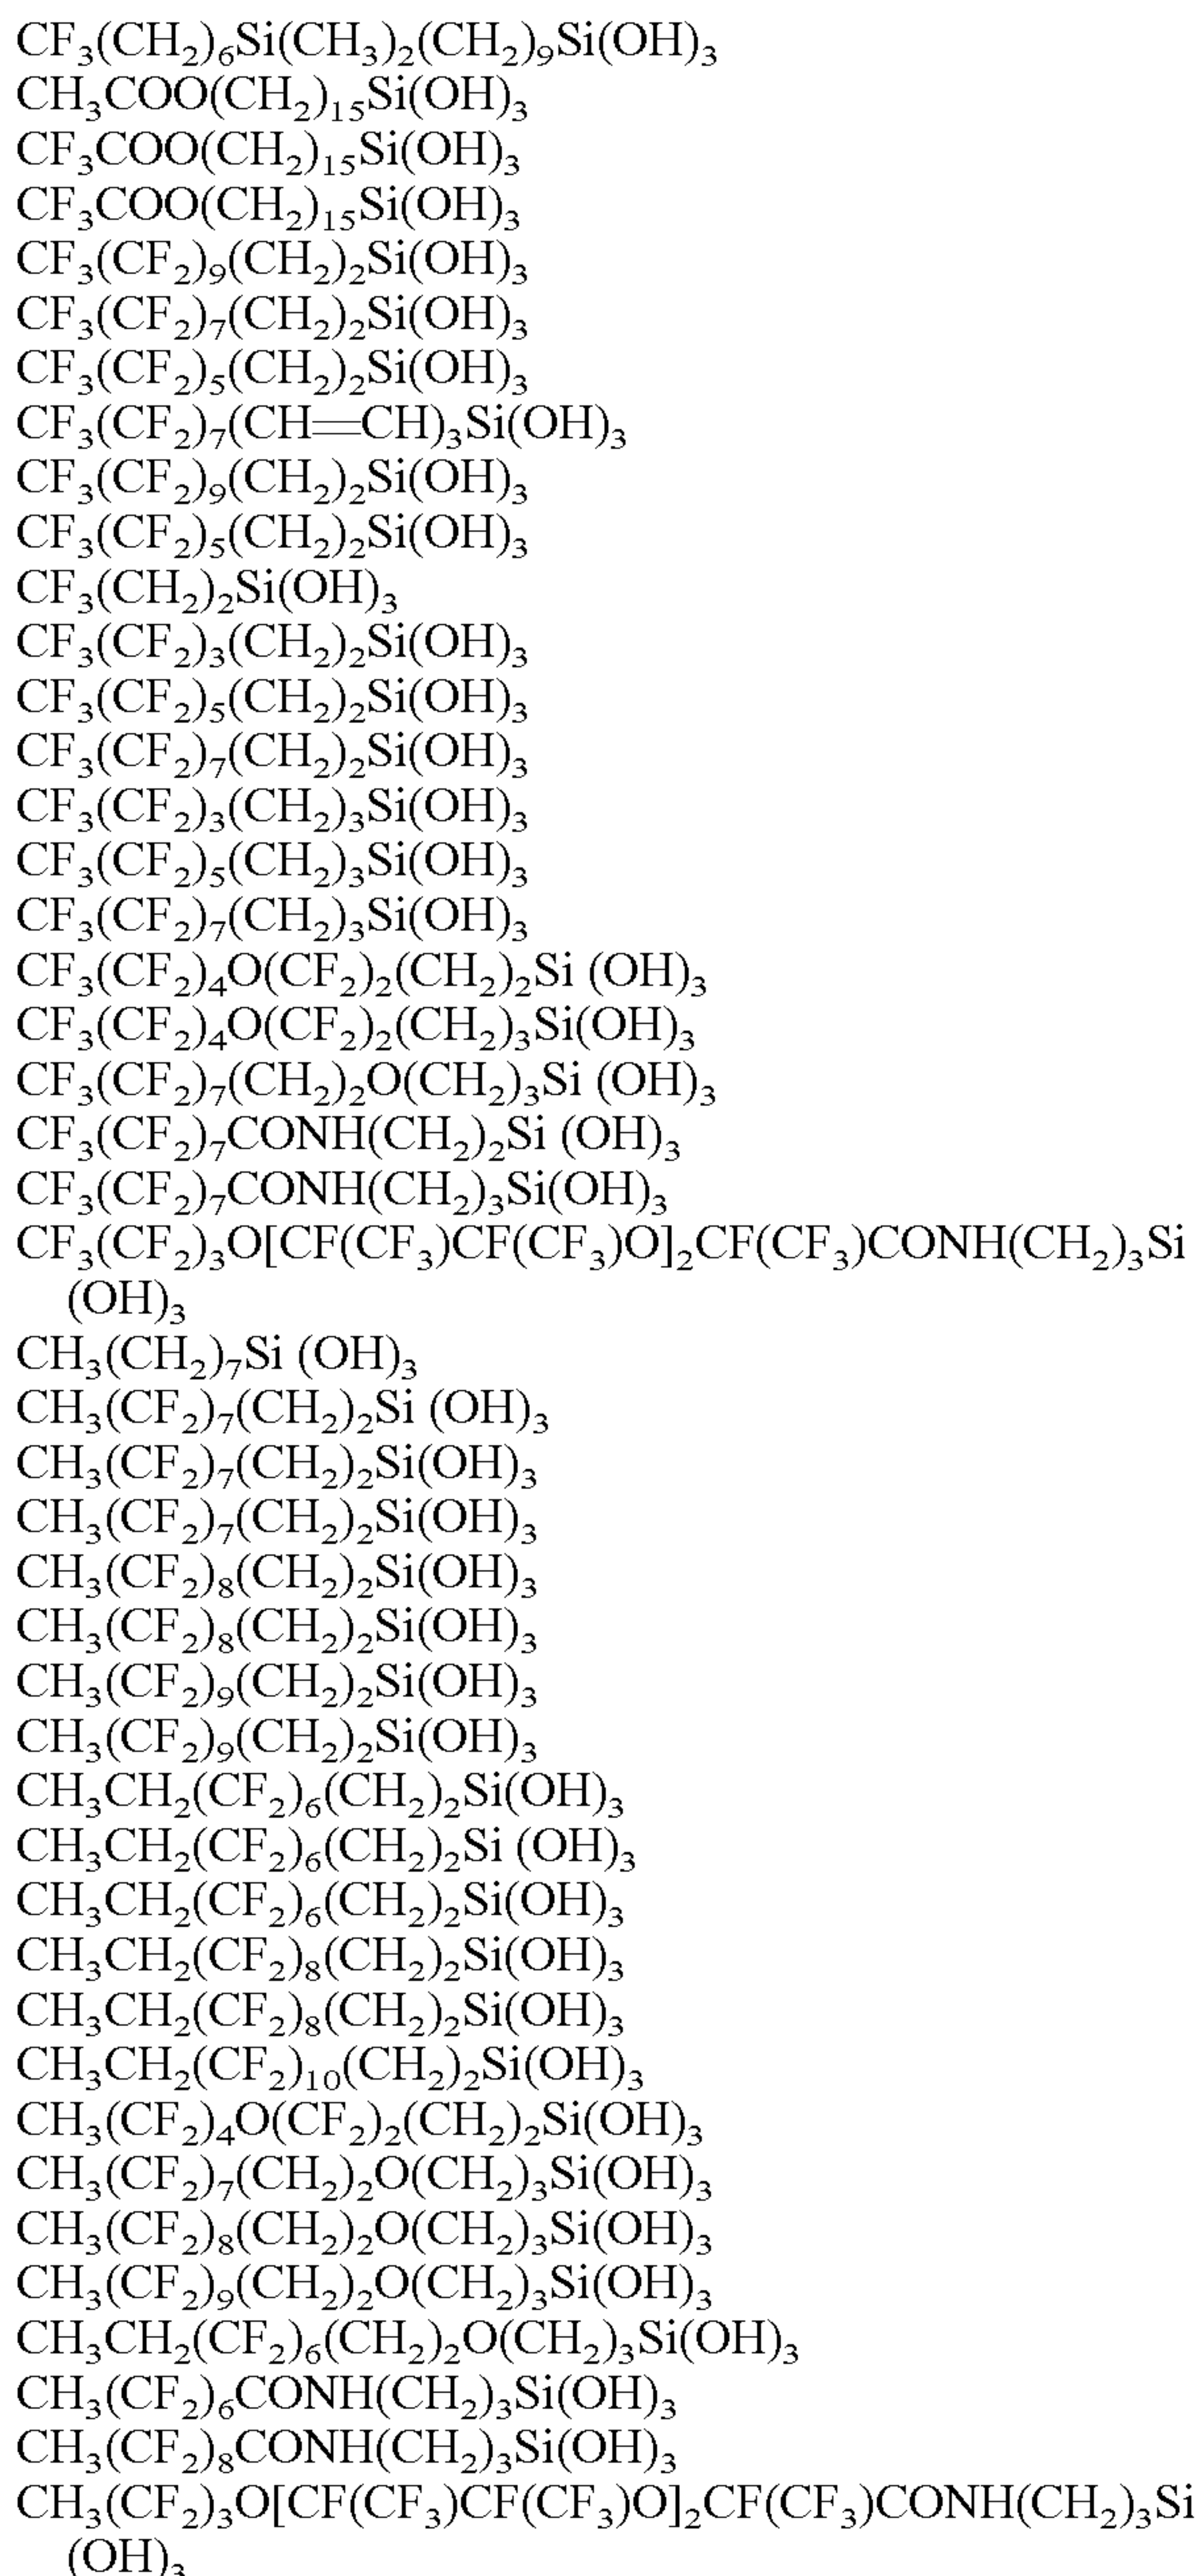 CF₃(CH₂)₆Si(CH₃)₂(CH₂)₉Si(OH)₃
CH₃COO(CH₂)₁₅Si(OH)₃
CF₃COO(CH₂)₁₅Si(OH)₃
CF₃COO(CH₂)₁₅Si(OH)₃
CF₃(CF₂)₉(CH₂)₂Si(OH)₃
CF₃(CF₂)₇(CH₂)₂Si(OH)₃
CF₃(CF₂)₅(CH₂)₂Si(OH)₃
CF₃(CF₂)₇(CH=CH)₃Si(OH)₃
CF₃(CF₂)₉(CH₂)₂Si(OH)₃
CF₃(CF₂)₅(CH₂)₂Si(OH)₃
CF₃(CH₂)₂Si(OH)₃
CF₃(CF₂)₃(CH₂)₂Si(OH)₃
CF₃(CF₂)₅(CH₂)₂Si(OH)₃
CF₃(CF₂)₇(CH₂)₂Si(OH)₃
CF₃(CF₂)₃(CH₂)₃Si(OH)₃
CF₃(CF₂)₅(CH₂)₃Si(OH)₃
CF₃(CF₂)₇(CH₂)₃Si(OH)₃
CF₃(CF₂)₄O(CF₂)₂(CH₂)₂Si (OH)₃
CF₃(CF₂)₄O(CF₂)₂(CH₂)₃Si(OH)₃
CF₃(CF₂)₇(CH₂)₂O(CH₂)₃Si (OH)₃
CF₃(CF₂)₇CONH(CH₂)₂Si (OH)₃
CF₃(CF₂)₇CONH(CH₂)₃Si(OH)₃
CF₃(CF₂)₃O[CF(CF₃)CF(CF₃)O]₂CF(CF₃)CONH(CH₂)₃Si
(OH)₃
CH₃(CH₂)₇Si (OH)₃
CH₃(CF₂)₇(CH₂)₂Si (OH)₃
CH₃(CF₂)₇(CH₂)₂Si(OH)₃
CH₃(CF₂)₇(CH₂)₂Si(OH)₃
CH₃(CF₂)₈(CH₂)₂Si(OH)₃
CH₃(CF₂)₈(CH₂)₂Si(OH)₃
CH₃(CF₂)₉(CH₂)₂Si(OH)₃
CH₃(CF₂)₉(CH₂)₂Si(OH)₃
CH₃CH₂(CF₂)₆(CH₂)₂Si(OH)₃
CH₃CH₂(CF₂)₆(CH₂)₂Si (OH)₃
CH₃CH₂(CF₂)₆(CH₂)₂Si(OH)₃
CH₃CH₂(CF₂)₈(CH₂)₂Si(OH)₃
CH₃CH₂(CF₂)₈(CH₂)₂Si(OH)₃
CH₃CH₂(CF₂)₁₀(CH₂)₂Si(OH)₃
CH₃(CF₂)₄O(CF₂)₂(CH₂)₂Si(OH)₃
CH₃(CF₂)₇(CH₂)₂O(CH₂)₃Si(OH)₃
CH₃(CF₂)₈(CH₂)₂O(CH₂)₃Si(OH)₃
CH₃(CF₂)₉(CH₂)₂O(CH₂)₃Si(OH)₃
CH₃CH₂(CF₂)₆(CH₂)₂O(CH₂)₃Si(OH)₃
CH₃(CF₂)₆CONH(CH₂)₃Si(OH)₃
CH₃(CF₂)₈CONH(CH₂)₃Si(OH)₃
CH₃(CF₂)₃O[CF(CF₃)CF(CF₃)O]₂CF(CF₃)CONH(CH₂)₃Si
(OH)₃